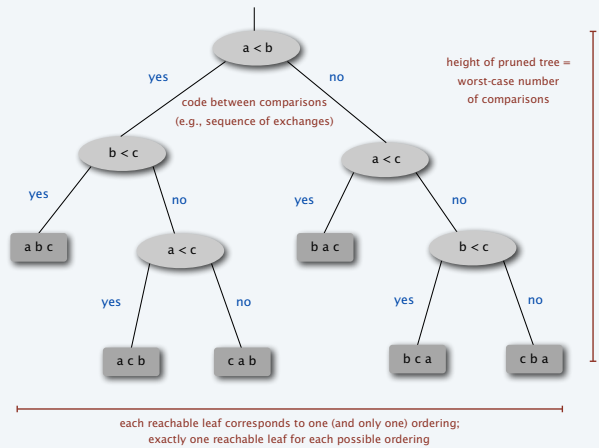 a < b
height of pruned tree =
worst-case number
of comparisons
yes
no
code between comparisons
(e.g., sequence of exchanges)
b < c
a < c
yes
no
yes
no
a b c
a < c
b a c
b < c
yes
no
yes
no
a c b
c a b
b c a
c b a
each reachable leaf corresponds to one (and only one) ordering;
exactly one reachable leaf for each possible ordering